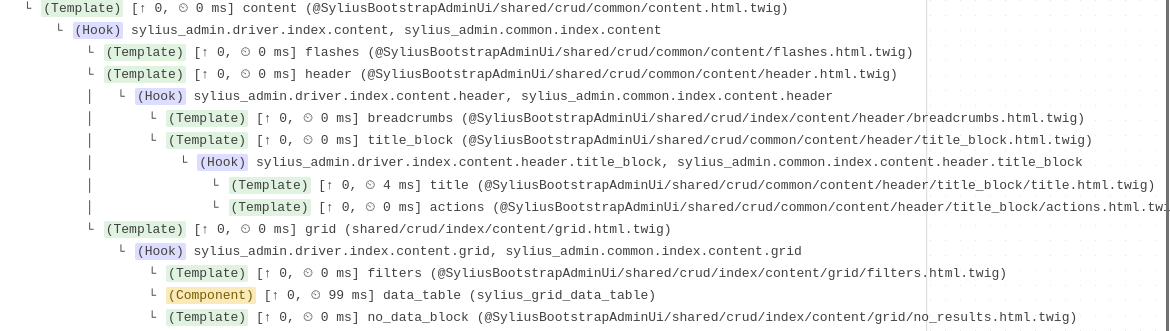 └ (Template) [↑ 0, ⏲ 0 ms] content (@SyliusBootstrapAdminUi/shared/crud/common/content.html.twig)
└ (Hook) sylius_admin.driver.index.content, sylius_admin.common.index.content
└ (Template) [↑ 0, ⏲ 0 ms] flashes (@SyliusBootstrapAdminUi/shared/crud/common/content/flashes.html.twig)
└ (Template) [↑ 0, ⏲ 0 ms] header (@SyliusBootstrapAdminUi/shared/crud/common/content/header.html.twig)
│ └ (Hook) sylius_admin.driver.index.content.header, sylius_admin.common.index.content.header
│ └ (Template) [↑ 0, ⏲ 0 ms] breadcrumbs (@SyliusBootstrapAdminUi/shared/crud/index/content/header/breadcrumbs.html.twig)
│ └ (Template) [↑ 0, ⏲ 0 ms] title_block (@SyliusBootstrapAdminUi/shared/crud/common/content/header/title_block.html.twig)
│ └ (Hook) sylius_admin.driver.index.content.header.title_block, sylius_admin.common.index.content.header.title_block
│ └ (Template) [↑ 0, ⏲ 4 ms] title (@SyliusBootstrapAdminUi/shared/crud/common/content/header/title_block/title.html.twig)
│ └ (Template) [↑ 0, ⏲ 0 ms] actions (@SyliusBootstrapAdminUi/shared/crud/common/content/header/title_block/actions.html.twi
└ (Template) [↑ 0, ⏲ 0 ms] grid (shared/crud/index/content/grid.html.twig)
└ (Hook) sylius_admin.driver.index.content.grid, sylius_admin.common.index.content.grid
└ (Template) [↑ 0, ⏲ 0 ms] filters (@SyliusBootstrapAdminUi/shared/crud/index/content/grid/filters.html.twig)
└ (Component) [↑ 0, ⏲ 99 ms] data_table (sylius_grid_data_table)
└ (Template) [↑ 0, ⏲ 0 ms] no_data_block (@SyliusBootstrapAdminUi/shared/crud/index/content/grid/no_results.html.twig)